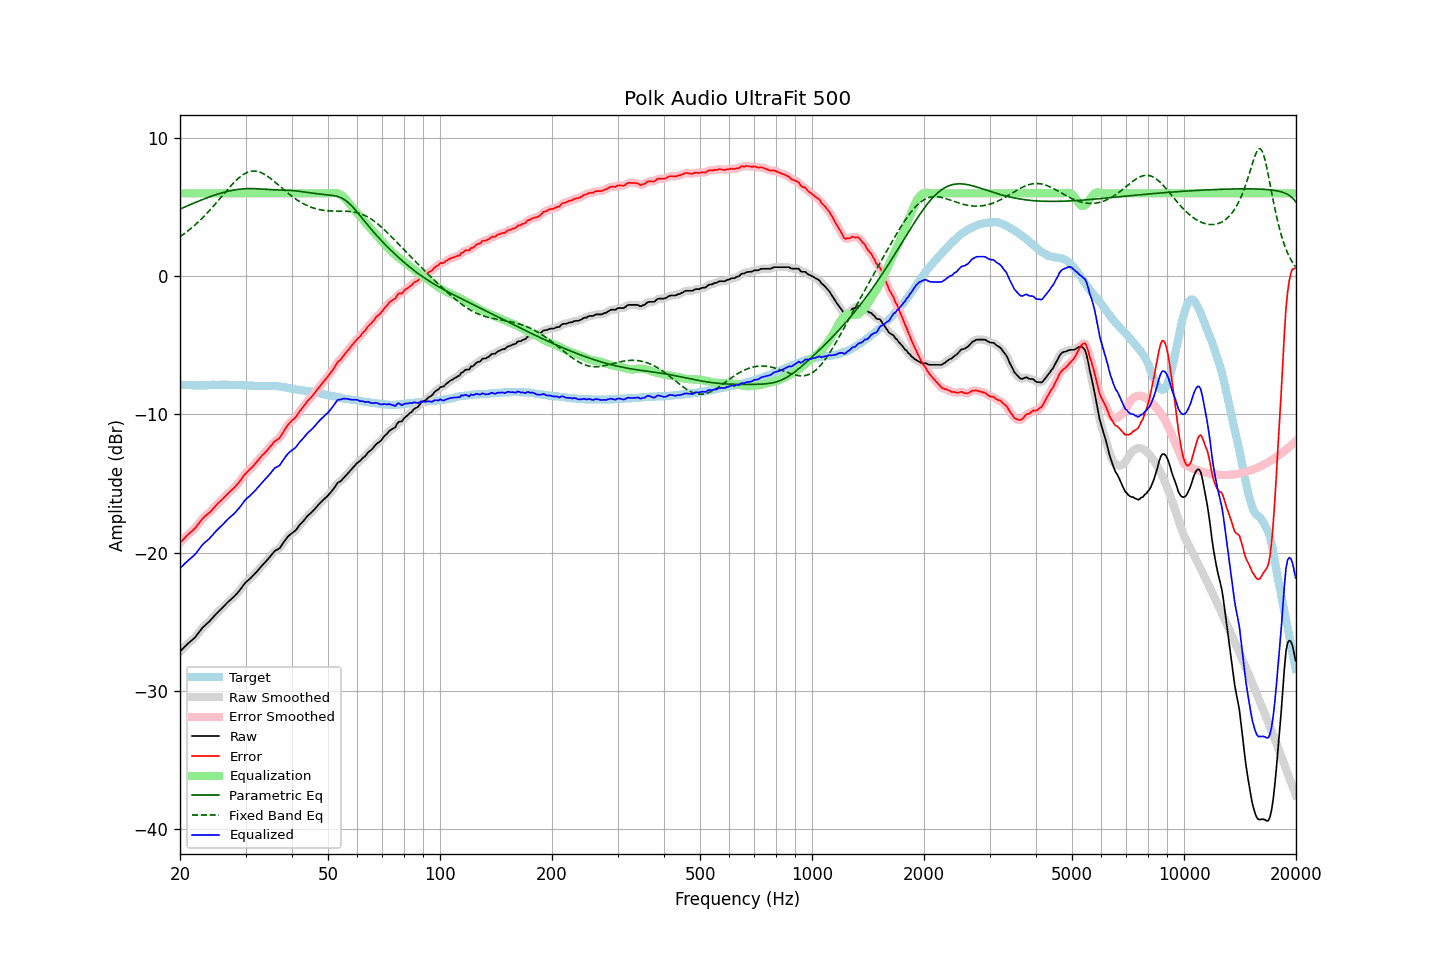 Polk Audio UltraFit 500
Amplitude (dBr)
10
0
−10
−20
−30
−40
Target
Raw Smoothed
Error Smoothed
Raw
Error
Equalization
Parametric Eq
Fixed Band Eq
Equalized
20
50
100
200
500
1000
2000
5000
10000
20000
Frequency (Hz)